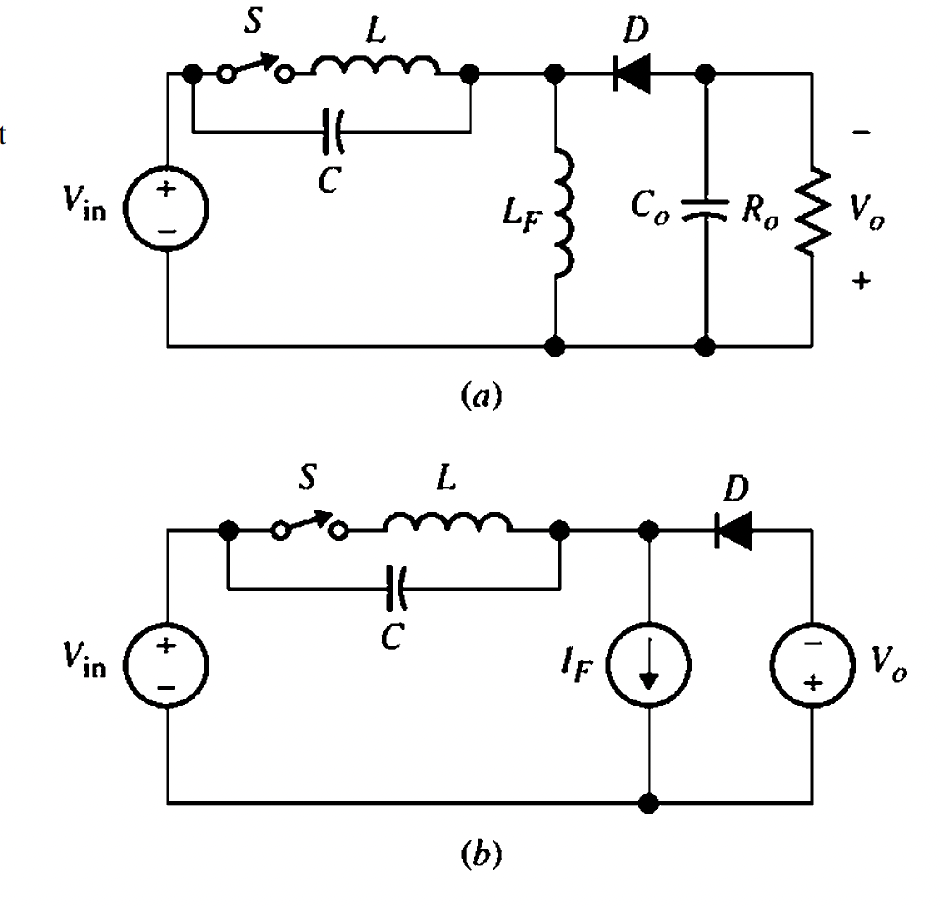 S L D
t
C
V_in + −
L_F C_o R_o − V_o +
(a)
S L D
C
V_in + −
I_F − + V_o
(b)